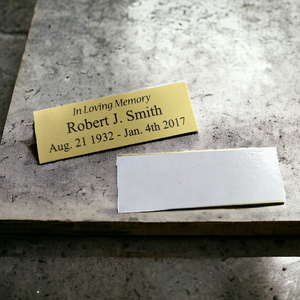 In Loving Memory
Robert J. Smith
Aug. 21 1932 - Jan. 4th 2017